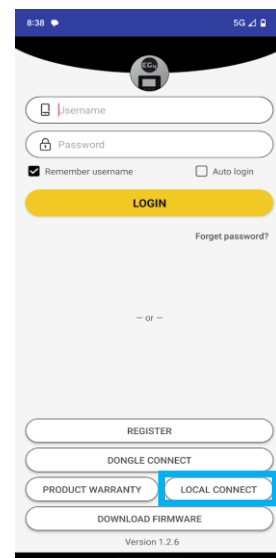 8:38 5G
EG4
Username
Password
Remember username Auto login
LOGIN
Forget password?
— or —
REGISTER
DONGLE CONNECT
PRODUCT WARRANTY LOCAL CONNECT
DOWNLOAD FIRMWARE
Version 1.2.6